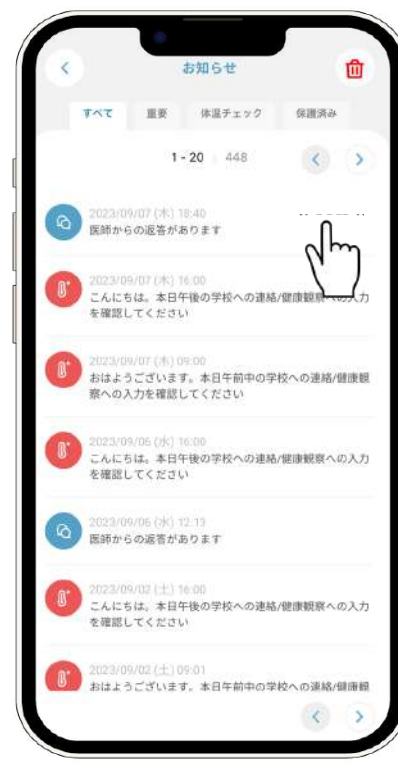 お知らせ
すべて 重要 体温チェック 保護済み
1 - 20 448
2023/09/07 (木) 18:40
医師からの返答があります
2023/09/07 (木) 16:00
こんにちは。本日午後の学校への連絡/健康観察への入力
を確認してください
2023/09/07 (木) 09:00
おはようございます。本日午前中の学校への連絡/健康観
察への入力を確認してください
2023/09/06 (水) 16:00
こんにちは。本日午後の学校への連絡/健康観察への入力
を確認してください
2023/09/06 (水) 12:13
医師からの返答があります
2023/09/02 (土) 16:00
こんにちは。本日午後の学校への連絡/健康観察への入力
を確認してください
2023/09/02 (土) 09:01
おはようございます。本日午前中の学校への連絡/健康観